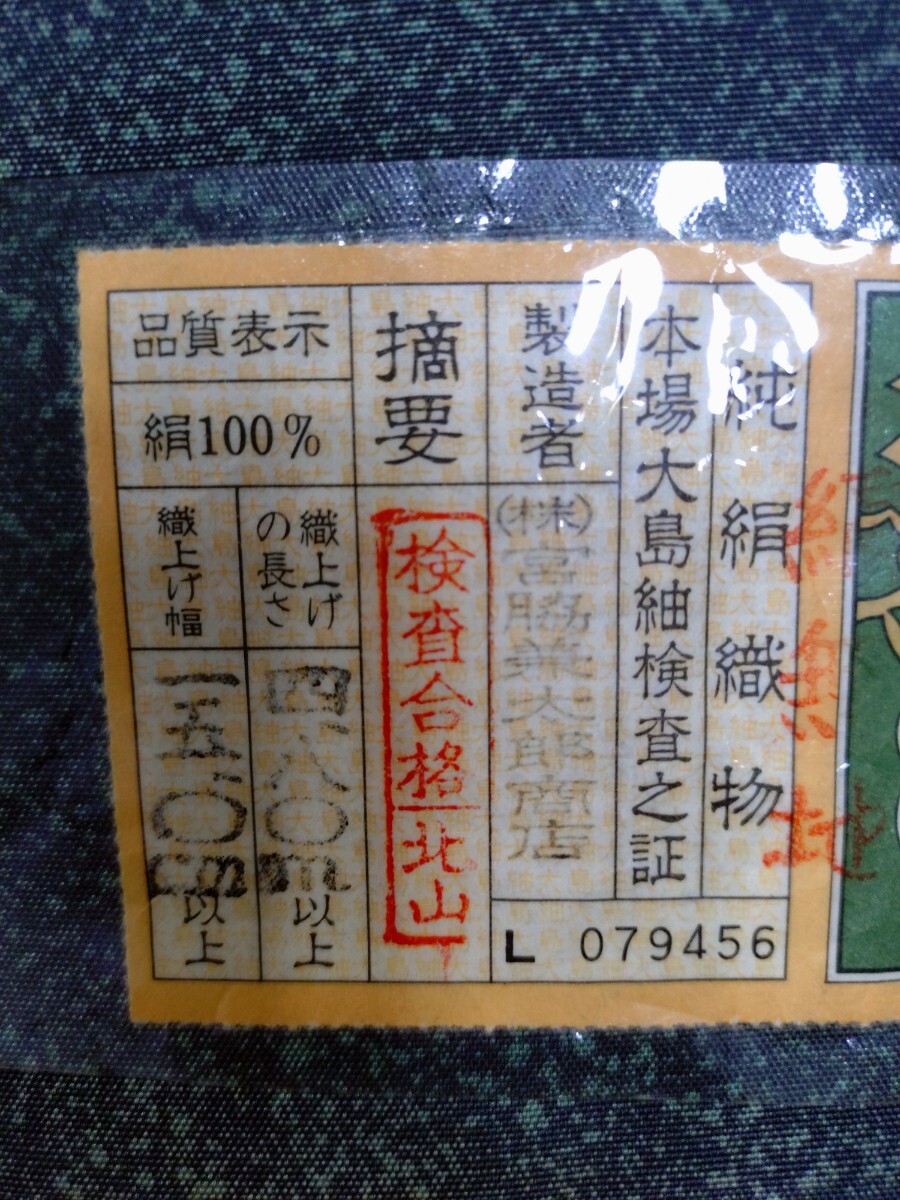 純絹織物
本場大島紬検査之証
製造者
(株)宮脇兼太郎商店
L 079456
摘要
検査合格
北山
品質表示
絹100%
織上げ
の長さ
四.八〇m以上
織上げ幅
一五.〇cm以上